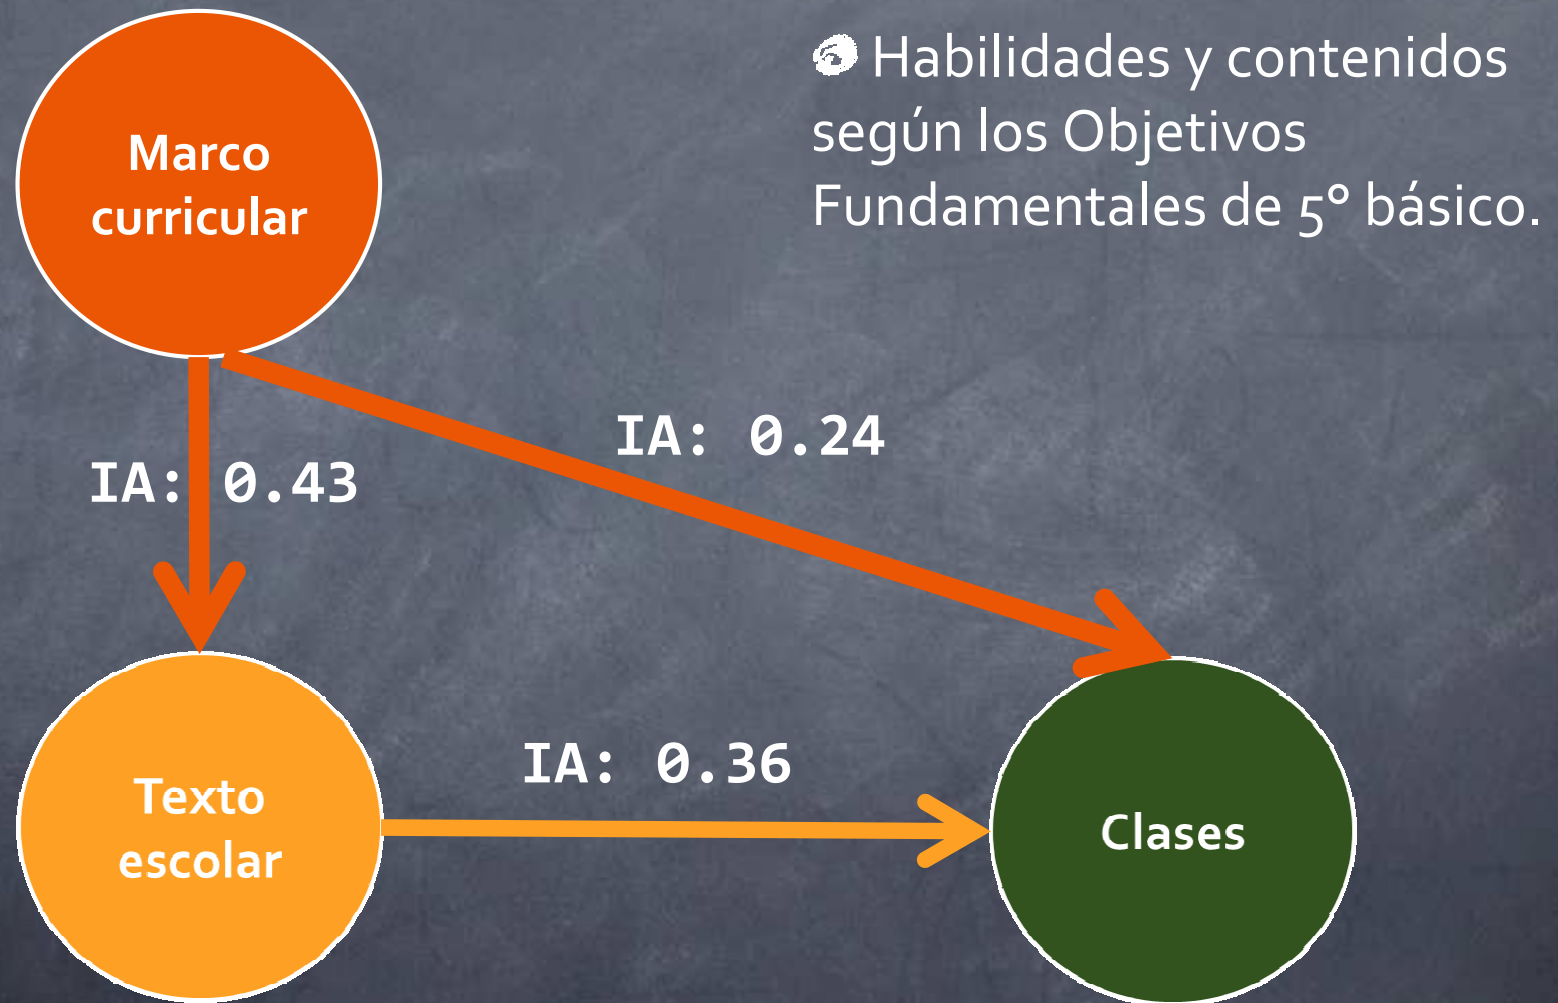 Habilidades y contenidos
según los Objetivos
Fundamentales de 5° básico.
Marco
curricular
IA: 0.24
IA: 0.43
IA: 0.36
Texto
escolar
Clases